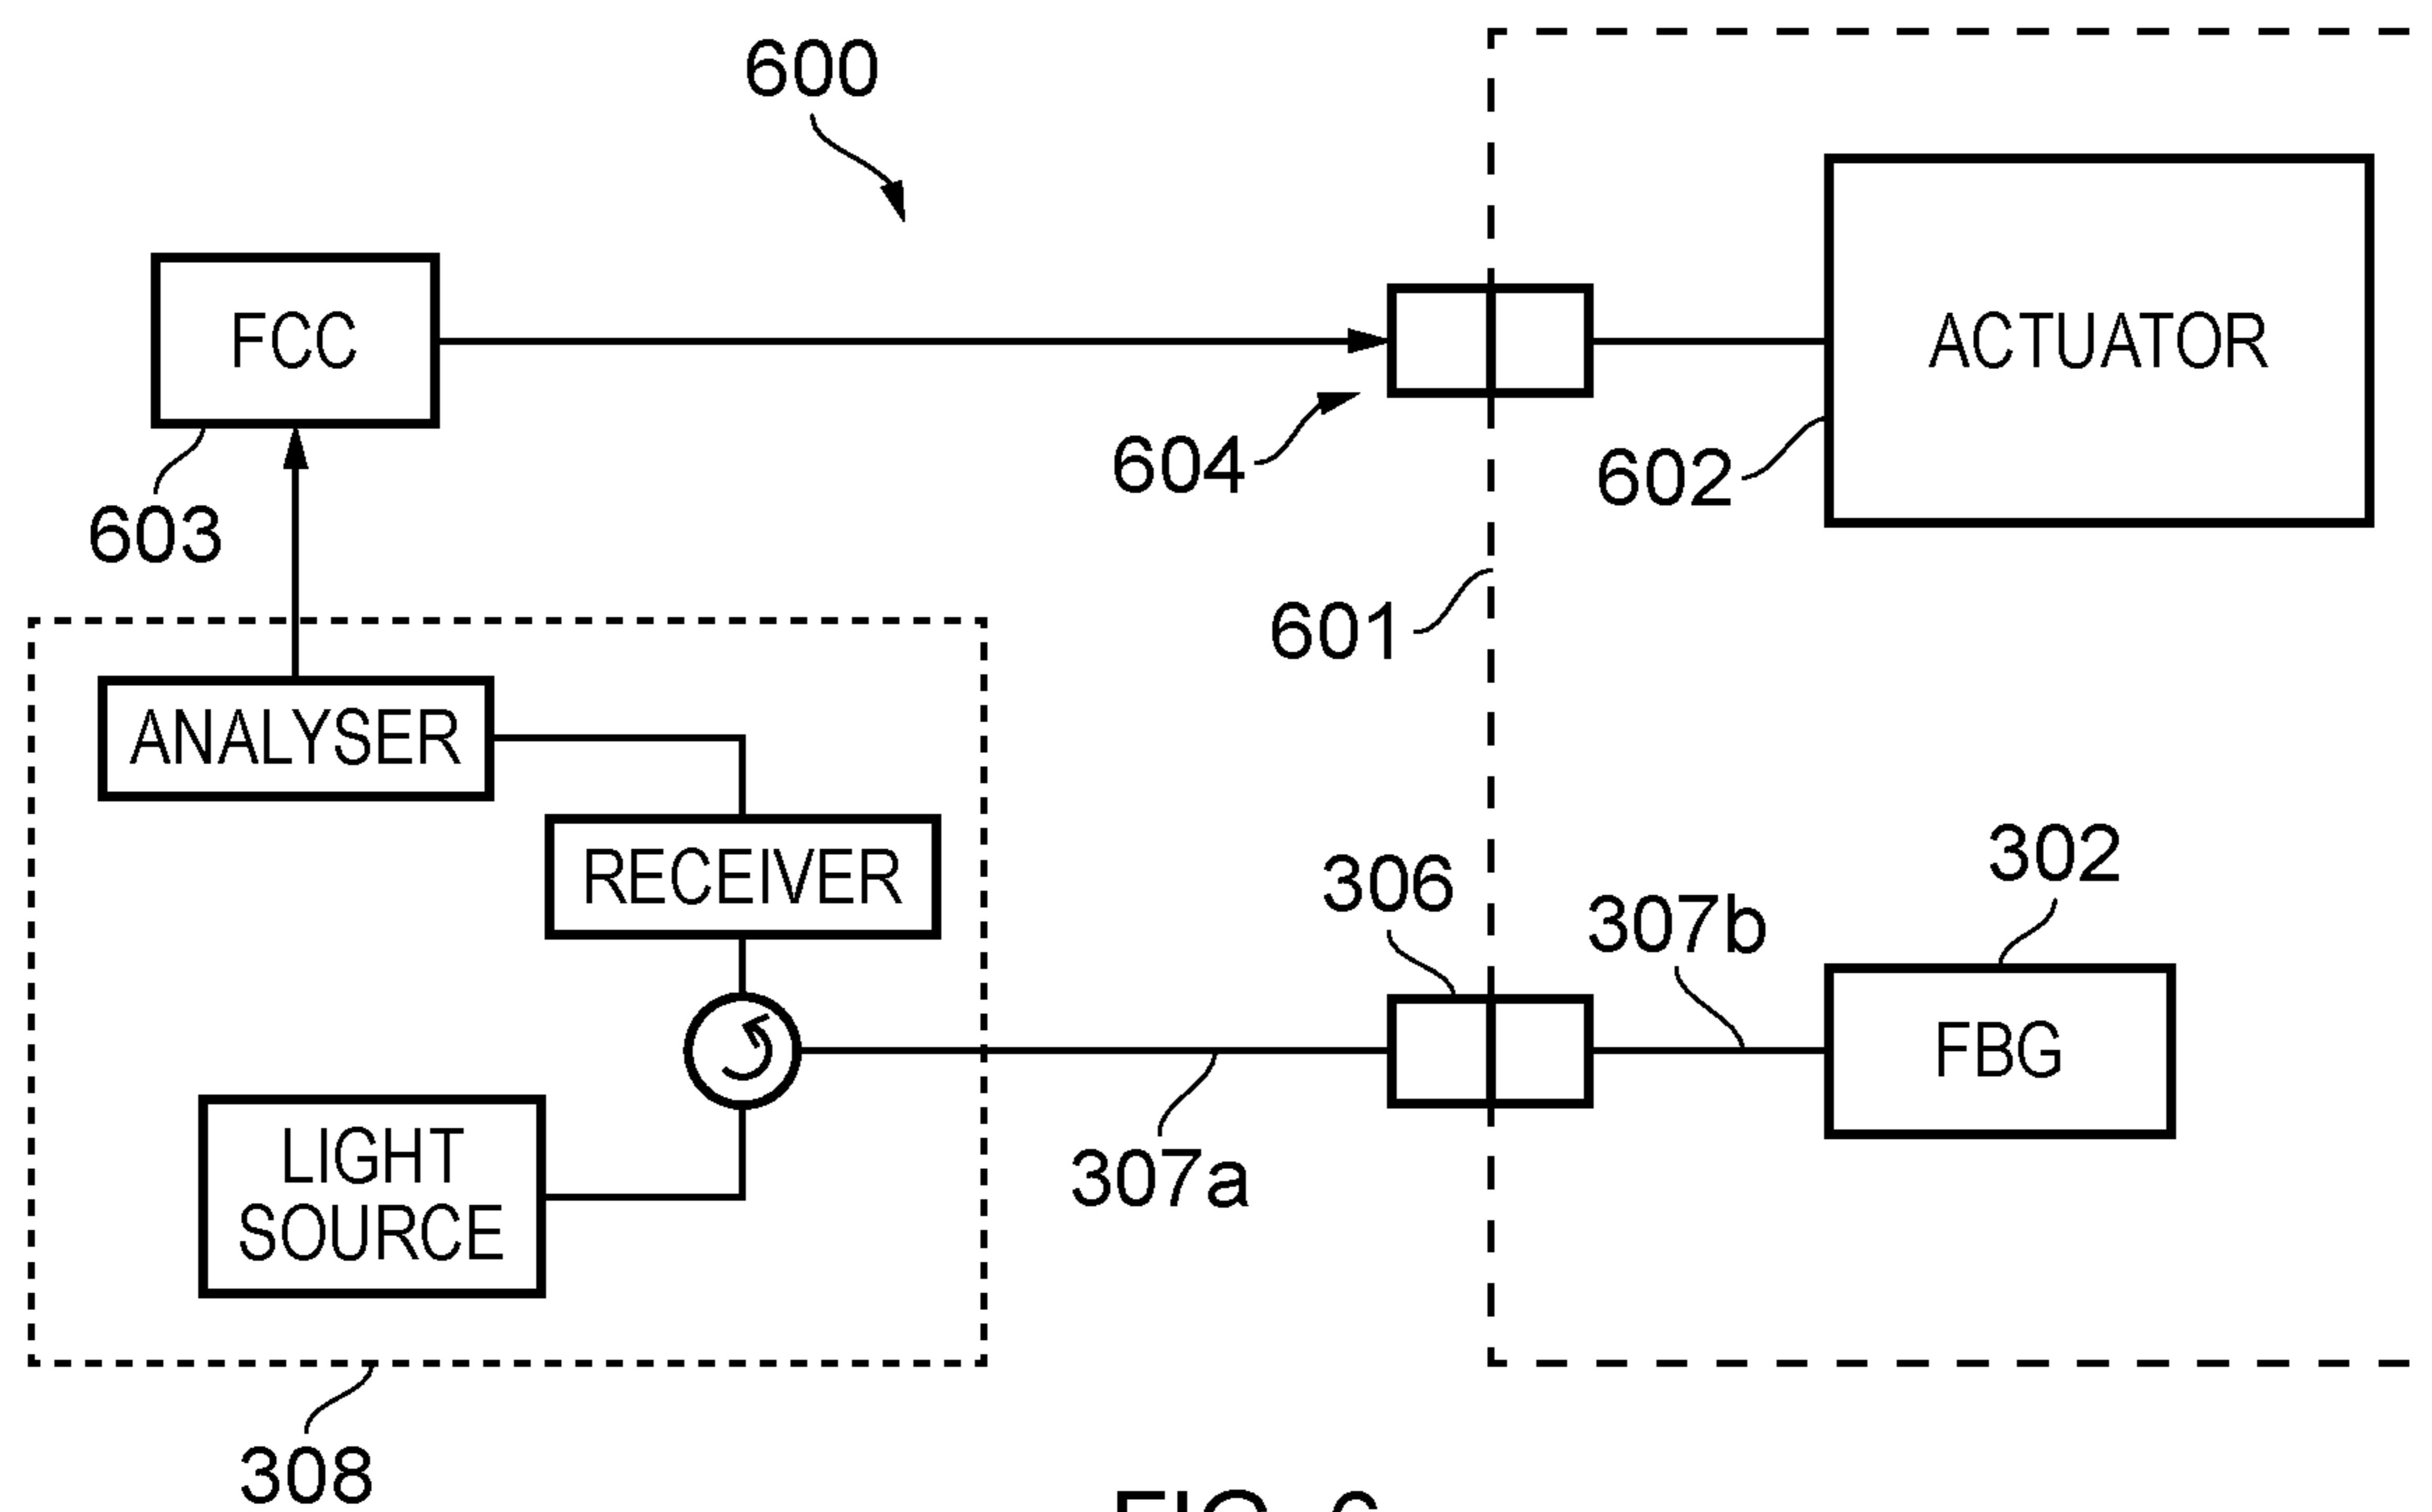 600
FCC
ACTUATOR
604
602
603
601
ANALYSER
RECEIVER
302
306
307b
FBG
LIGHT
SOURCE
307a
308